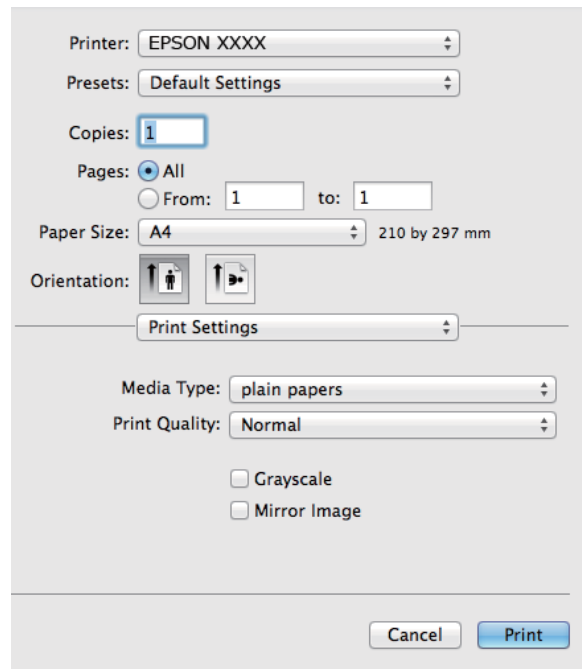 Printer: EPSON XXXX
Presets: Default Settings
Copies: 1
Pages: All
From: 1 to: 1
Paper Size: A4 210 by 297 mm
Orientation:
Print Settings
Media Type: plain papers
Print Quality: Normal
Grayscale
Mirror Image
Cancel Print